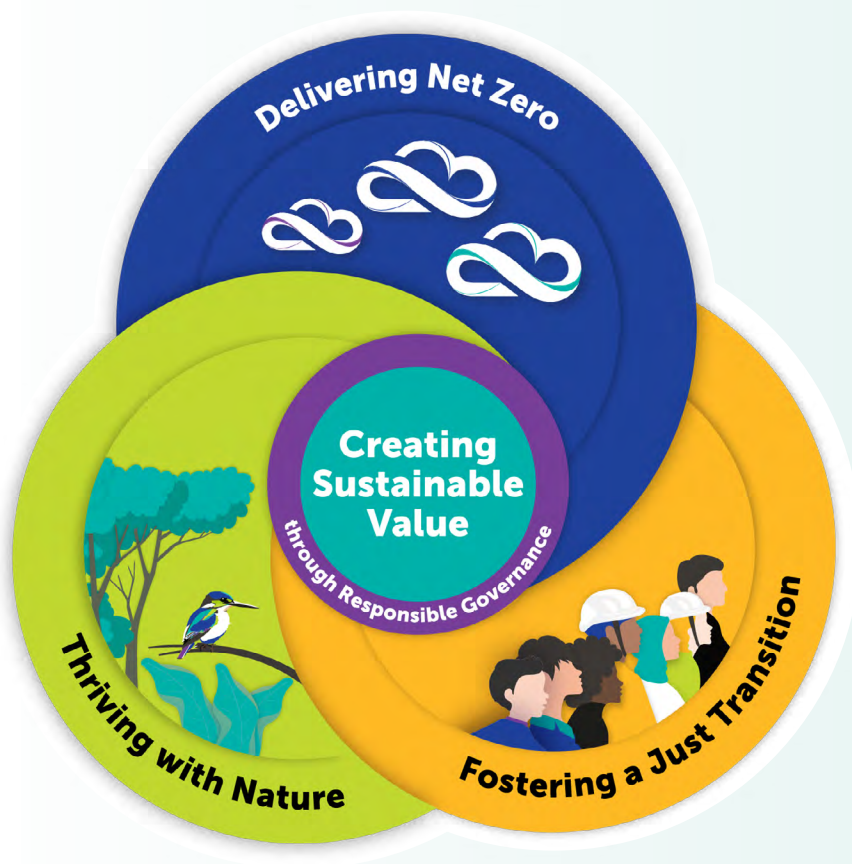 Delivering Net Zero
Creating
Sustainable
Value
through Responsible Governance
Thriving with Nature
Fostering a Just Transition